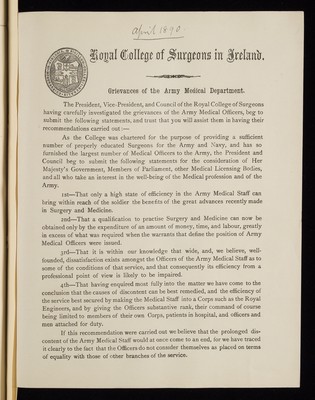 April 1890.
Royal College of Surgeons in Ireland.
Grievances of the Army Medical Department.
The President, Vice-President, and Council of the Royal College of Surgeons
having carefully investigated the grievances of the Army Medical Officers, beg to
submit the following statements, and trust that you will assist them in having their
recommendations carried out :—
As the College was chartered for the purpose of providing a sufficient
number of properly educated Surgeons for the Army and Navy, and has so
furnished the largest number of Medical Officers to the Army, the President and
Council beg to submit the following statements for the consideration of Her
Majesty's Government, Members of Parliament, other Medical Licensing Bodies,
and all who take an interest in the well-being of the Medical profession and of the
Army.
1st—That only a high state of efficiency in the Army Medical Staff can
bring within reach of the soldier the benefits of the great advances recently made
in Surgery and Medicine.
2nd—That a qualification to practise Surgery and Medicine can now be
obtained only by the expenditure of an amount of money, time, and labour, greatly
in excess of what was required when the warrants that define the position of Army
Medical Officers were issued.
3rd—That it is within our knowledge that wide, and, we believe, well-
founded, dissatisfaction exists amongst the Officers of the Army Medical Staff as to
some of the conditions of that service, and that consequently its efficiency from a
professional point of view is likely to be impaired.
4th—That having enquired most fully into the matter we have come to the
conclusion that the causes of discontent can be best remedied, and the efficiency of
the service best secured by making the Medical Staff into a Corps such as the Royal
Engineers, and by giving the Officers substantive rank, their command of course
being limited to members of their own Corps, patients in hospital, and officers and
men attached for duty.
If this recommendation were carried out we believe that the prolonged dis-
content of the Army Medical Staff would at once come to an end, for we have traced
it clearly to the fact that the Officers do not consider themselves as placed on terms
of equality with those of other branches of the service.